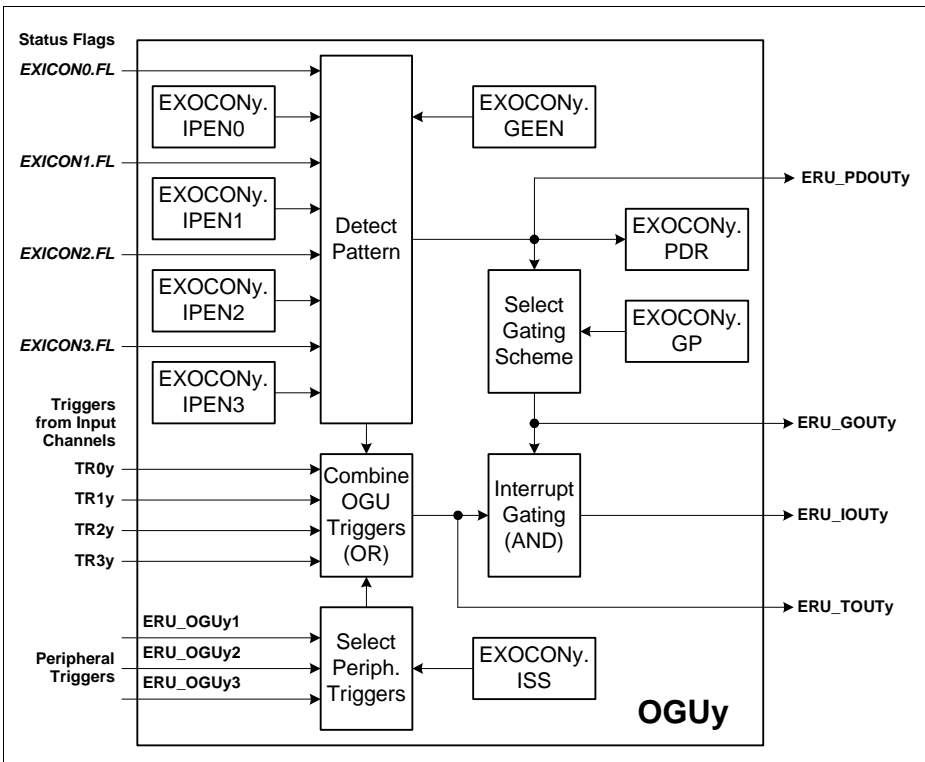 Status Flags
EXICON0.FL
EXOCONy.
IPEN0
EXOCONy.
GEEN
EXICON1.FL
EXOCONy.
IPEN1
EXICON2.FL
EXOCONy.
IPEN2
EXICON3.FL
EXOCONy.
IPEN3
Detect
Pattern
ERU_PDOUTy
EXOCONy.
PDR
Select
Gating
Scheme
EXOCONy.
GP
Triggers
from Input
Channels
TR0y
TR1y
TR2y
TR3y
Combine
OGU
Triggers
(OR)
Interrupt
Gating
(AND)
ERU_GOUTy
ERU_IOUTy
ERU_TOUTy
Peripheral
Triggers
ERU_OGUy1
ERU_OGUy2
ERU_OGUy3
Select
Periph.
Triggers
EXOCONy.
ISS
OGUy